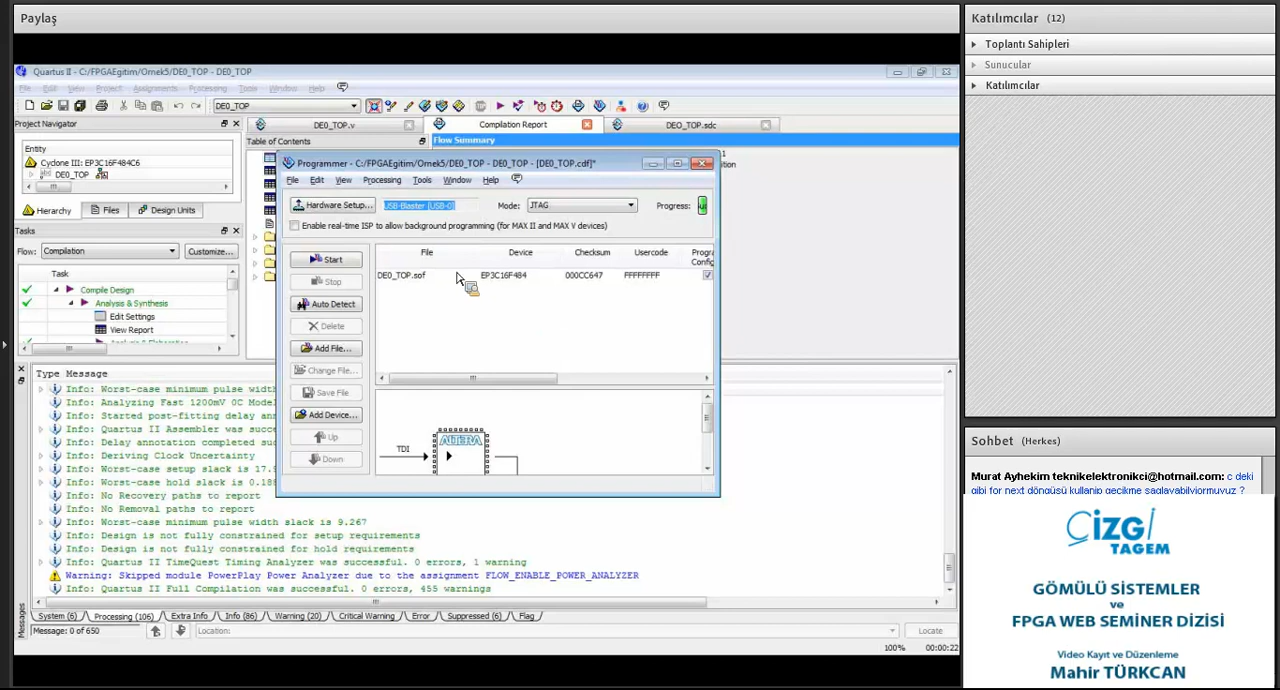 Paylaş
Quartus II - C:/FPGAEgitim/Ornek5/DE0_TOP - DE0_TOP
File Edit View Project Assignments Processing Tools Window Help
DE0_TOP
Project Navigator
DE0_TOP.v
Compilation Report
DE0_TOP.sdc
Table of Contents
Flow Summary
Entity
Cyclone III: EP3C16F484C6
DE0_TOP
Hierarchy
Files
Design Units
Tasks
Flow:
Compilation
Customize...
Task
Compile Design
Analysis & Synthesis
Edit Settings
View Report
Programmer - C:/FPGAEgitim/Ornek5/DE0_TOP - DE0_TOP - [DE0_TOP.cdf]*
File Edit View Processing Tools Window Help
Hardware Setup...
USB-Blaster [USB-0]
Mode:
JTAG
Progress:
Enable real-time ISP to allow background programming (for MAX II and MAX V devices)
Start
Stop
Auto Detect
Delete
Add File...
Change File...
Save File
Add Device...
Up
Down
File Device Checksum Usercode
DE0_TOP.sof EP3C16F484 000CC647 FFFFFFFF
TDI
ALTERA
Type Message
Info: Worst-case minimum pulse width
Info: Analyzing Fast 1200mV 0C Model
Info: Started post-fitting delay
Info: Quartus II Assembler was
Info: Delay annotation completed
Info: Deriving Clock Uncertainty
Info: Worst-case setup slack is
Info: Worst-case hold slack is
Info: No Recovery paths to report
Info: No Removal paths to report
Info: Worst-case minimum pulse width slack is 9.267
Info: Design is not fully constrained for setup requirements
Info: Design is not fully constrained for hold requirements
Info: Quartus II TimeQuest Timing Analyzer was successful. 0 errors, 1 warning
Warning: Skipped module PowerPlay Power Analyzer due to the assignment FLOW_ENABLE_POWER_ANALYZER
Info: Quartus II Full Compilation was successful. 0 errors, 455 warnings
System (6)
Processing (106)
Extra Info
Info (86)
Warning (20)
Critical Warning
Error
Suppressed (6)
Flag
Messages
Message: 0 of 650
Location:
Locate
100% 00:00:22
Katılımcılar (12)
Toplantı Sahipleri
Sunucular
Katılımcılar
Sohbet (Herkes)
Murat Ayhekim teknikelektronikci@hotmail.com: c deki
gibi for next döngüsü kullanip gecikme saglayabiliyormuyuz ?
ÇİZGİ
TAGEM
GÖMÜLÜ SİSTEMLER
ve
FPGA WEB SEMİNER DİZİSİ
Video Kayıt ve Düzenleme
Mahir TÜRKCAN